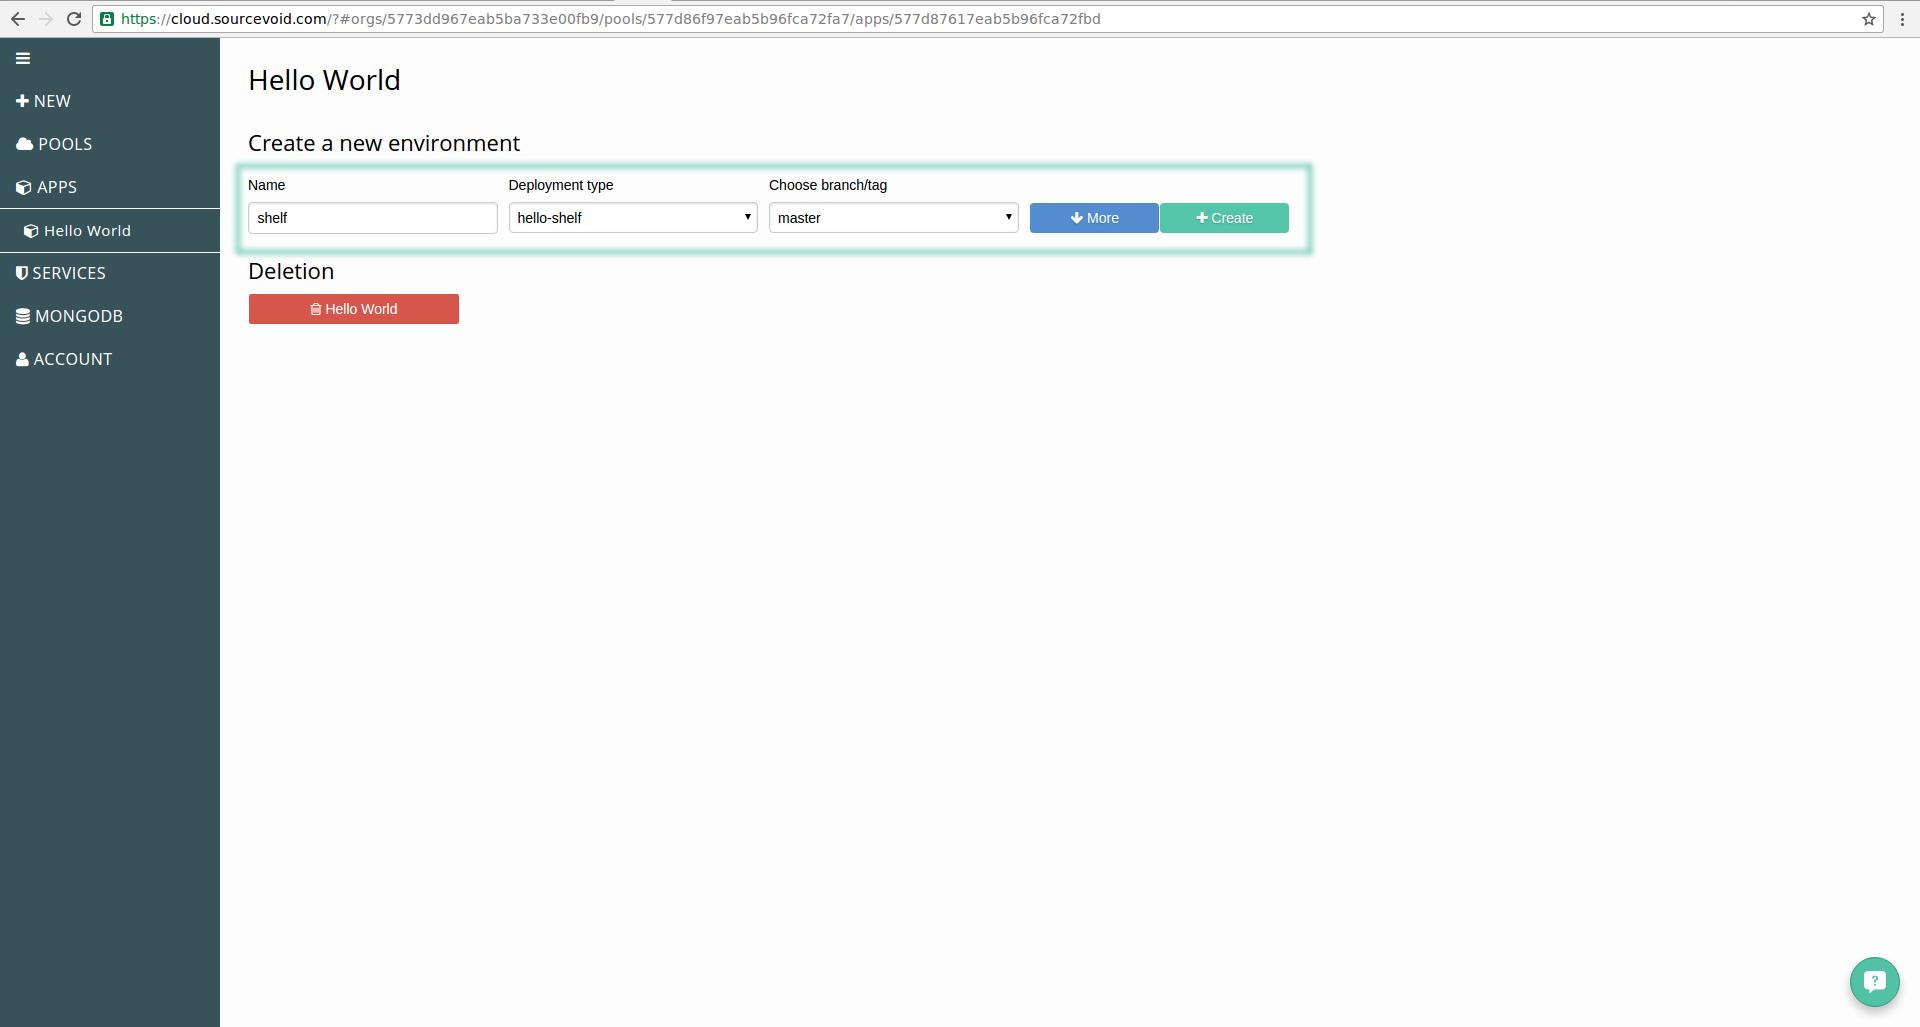 https://cloud.sourcevoid.com/?#orgs/5773dd967eab5ba733e00fb9/pools/577d86f97eab5b96fca72fa7/apps/577d87617eab5b96fca72fbd
NEW
POOLS
APPS
Hello World
SERVICES
MONGODB
ACCOUNT
Hello World
Create a new environment
Name Deployment type Choose branch/tag
shelf hello-shelf master More Create
Deletion
Hello World
?